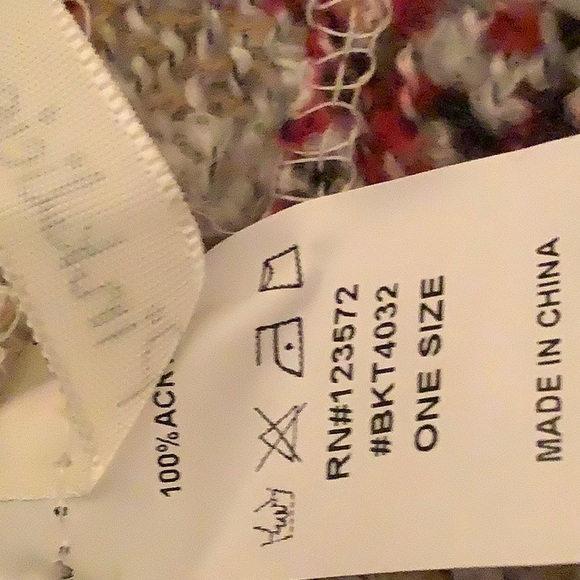 100%ACR
RN#123572
#BKT4032
ONE SIZE
MADE IN CHINA